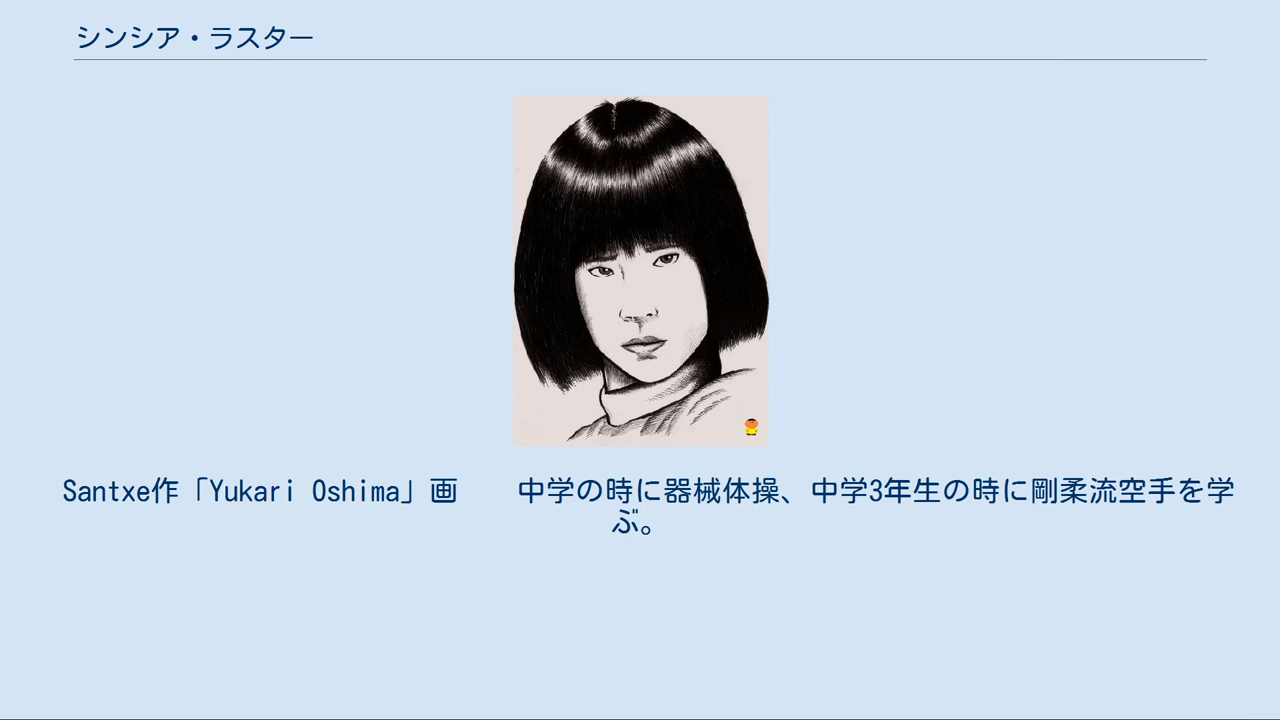 シンシア・ラスター
Santxe作「Yukari Oshima」画　　中学の時に器械体操、中学3年生の時に剛柔流空手を学
ぶ。